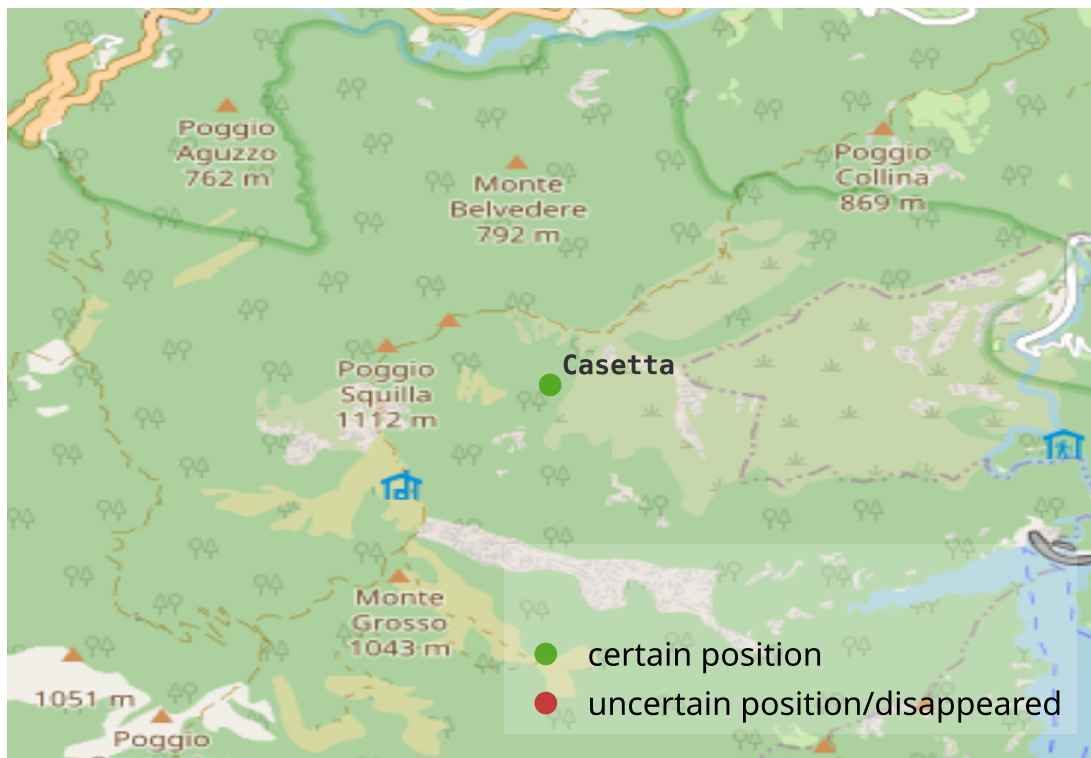 Poggio
Aguzzo
762 m
Monte
Belvedere
792 m
Poggio
Collina
869 m
Casetta
Poggio
Squilla
1112 m
Monte
Grosso
1043 m
1051 m
Poggio
certain position
uncertain position/disappeared